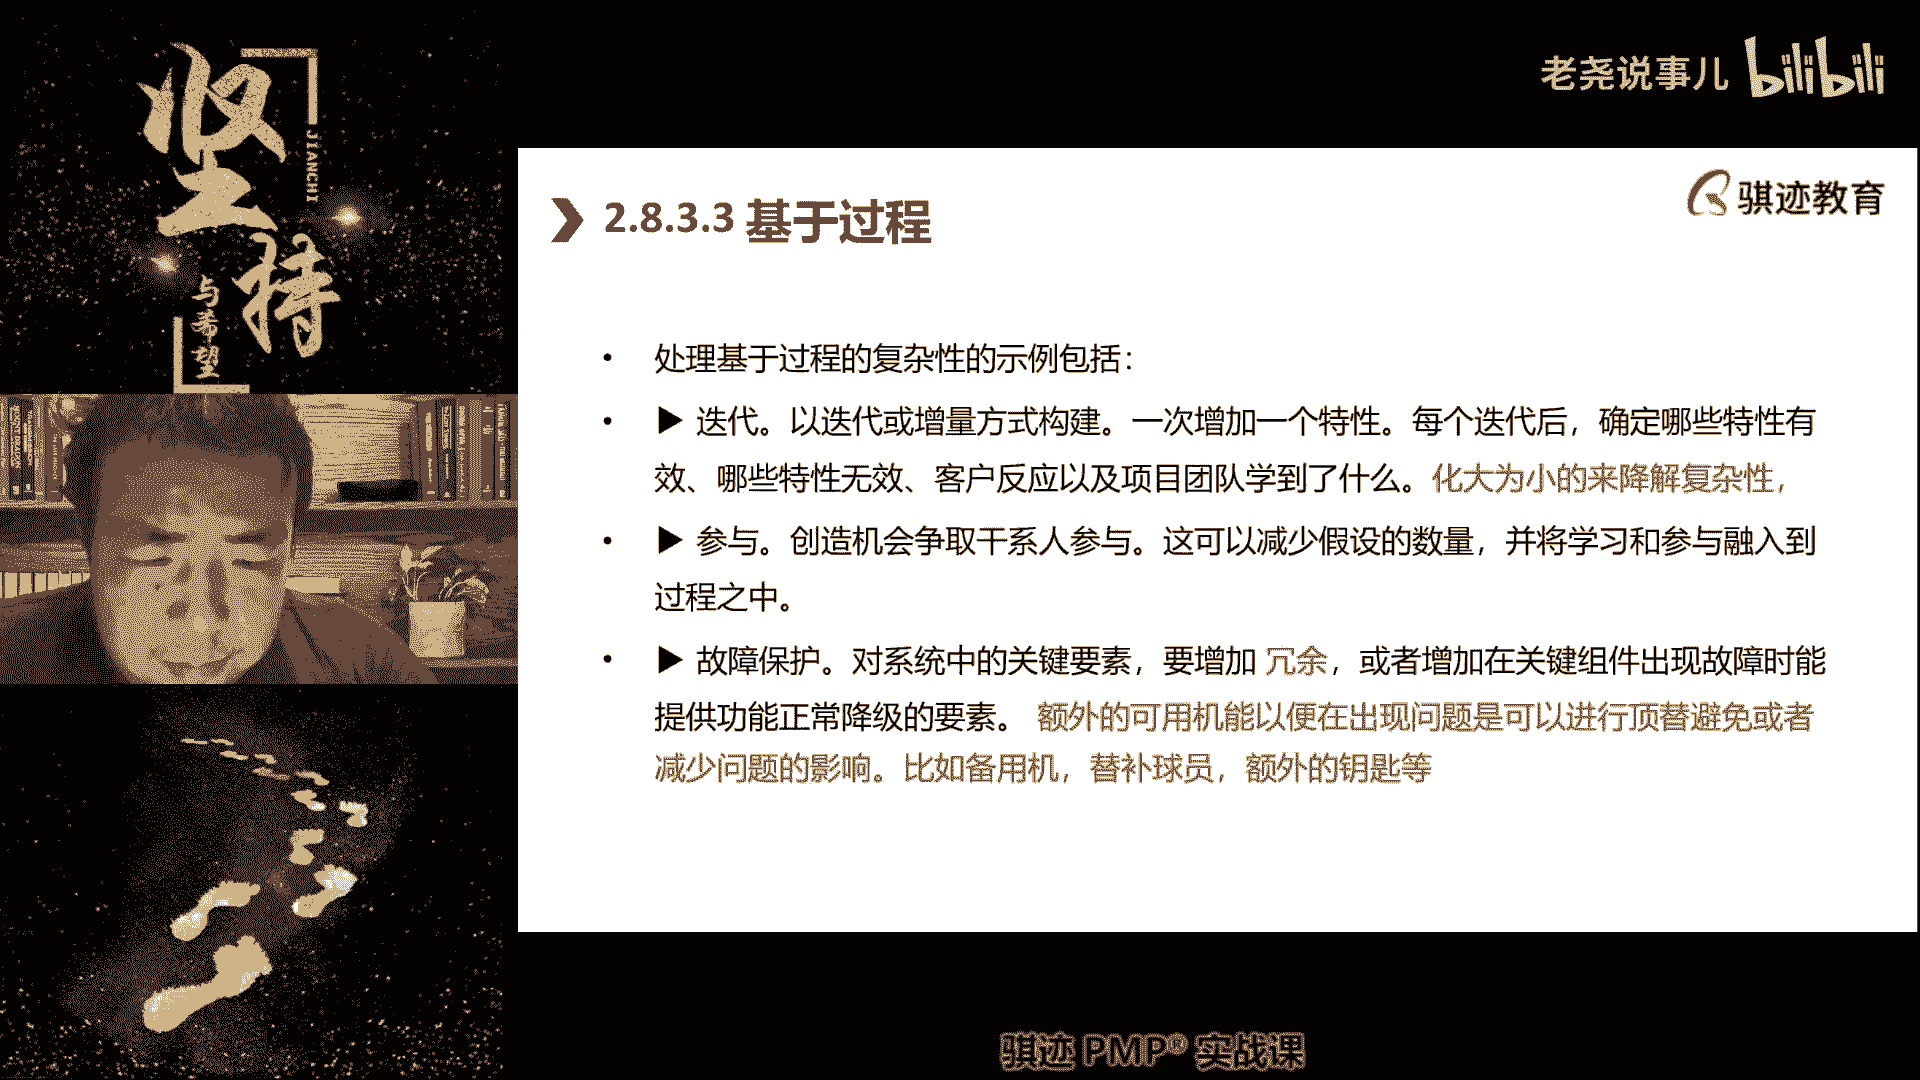 坚持
JIANCHI
与希望
老尧说事儿 bilibili
骐迹教育
2.8.3.3 基于过程
• 处理基于过程的复杂性的示例包括：
• ▶ 迭代。以迭代或增量方式构建。一次增加一个特性。每个迭代后，确定哪些特性有
效、哪些特性无效、客户反应以及项目团队学到了什么。化大为小的来降解复杂性，
• ▶ 参与。创造机会争取干系人参与。这可以减少假设的数量，并将学习和参与融入到
过程之中。
• ▶ 故障保护。对系统中的关键要素，要增加 冗余，或者增加在关键组件出现故障时能
提供功能正常降级的要素。 额外的可用机能以便在出现问题是可以进行顶替避免或者
减少问题的影响。比如备用机，替补球员，额外的钥匙等
骐迹 PMP® 实战课